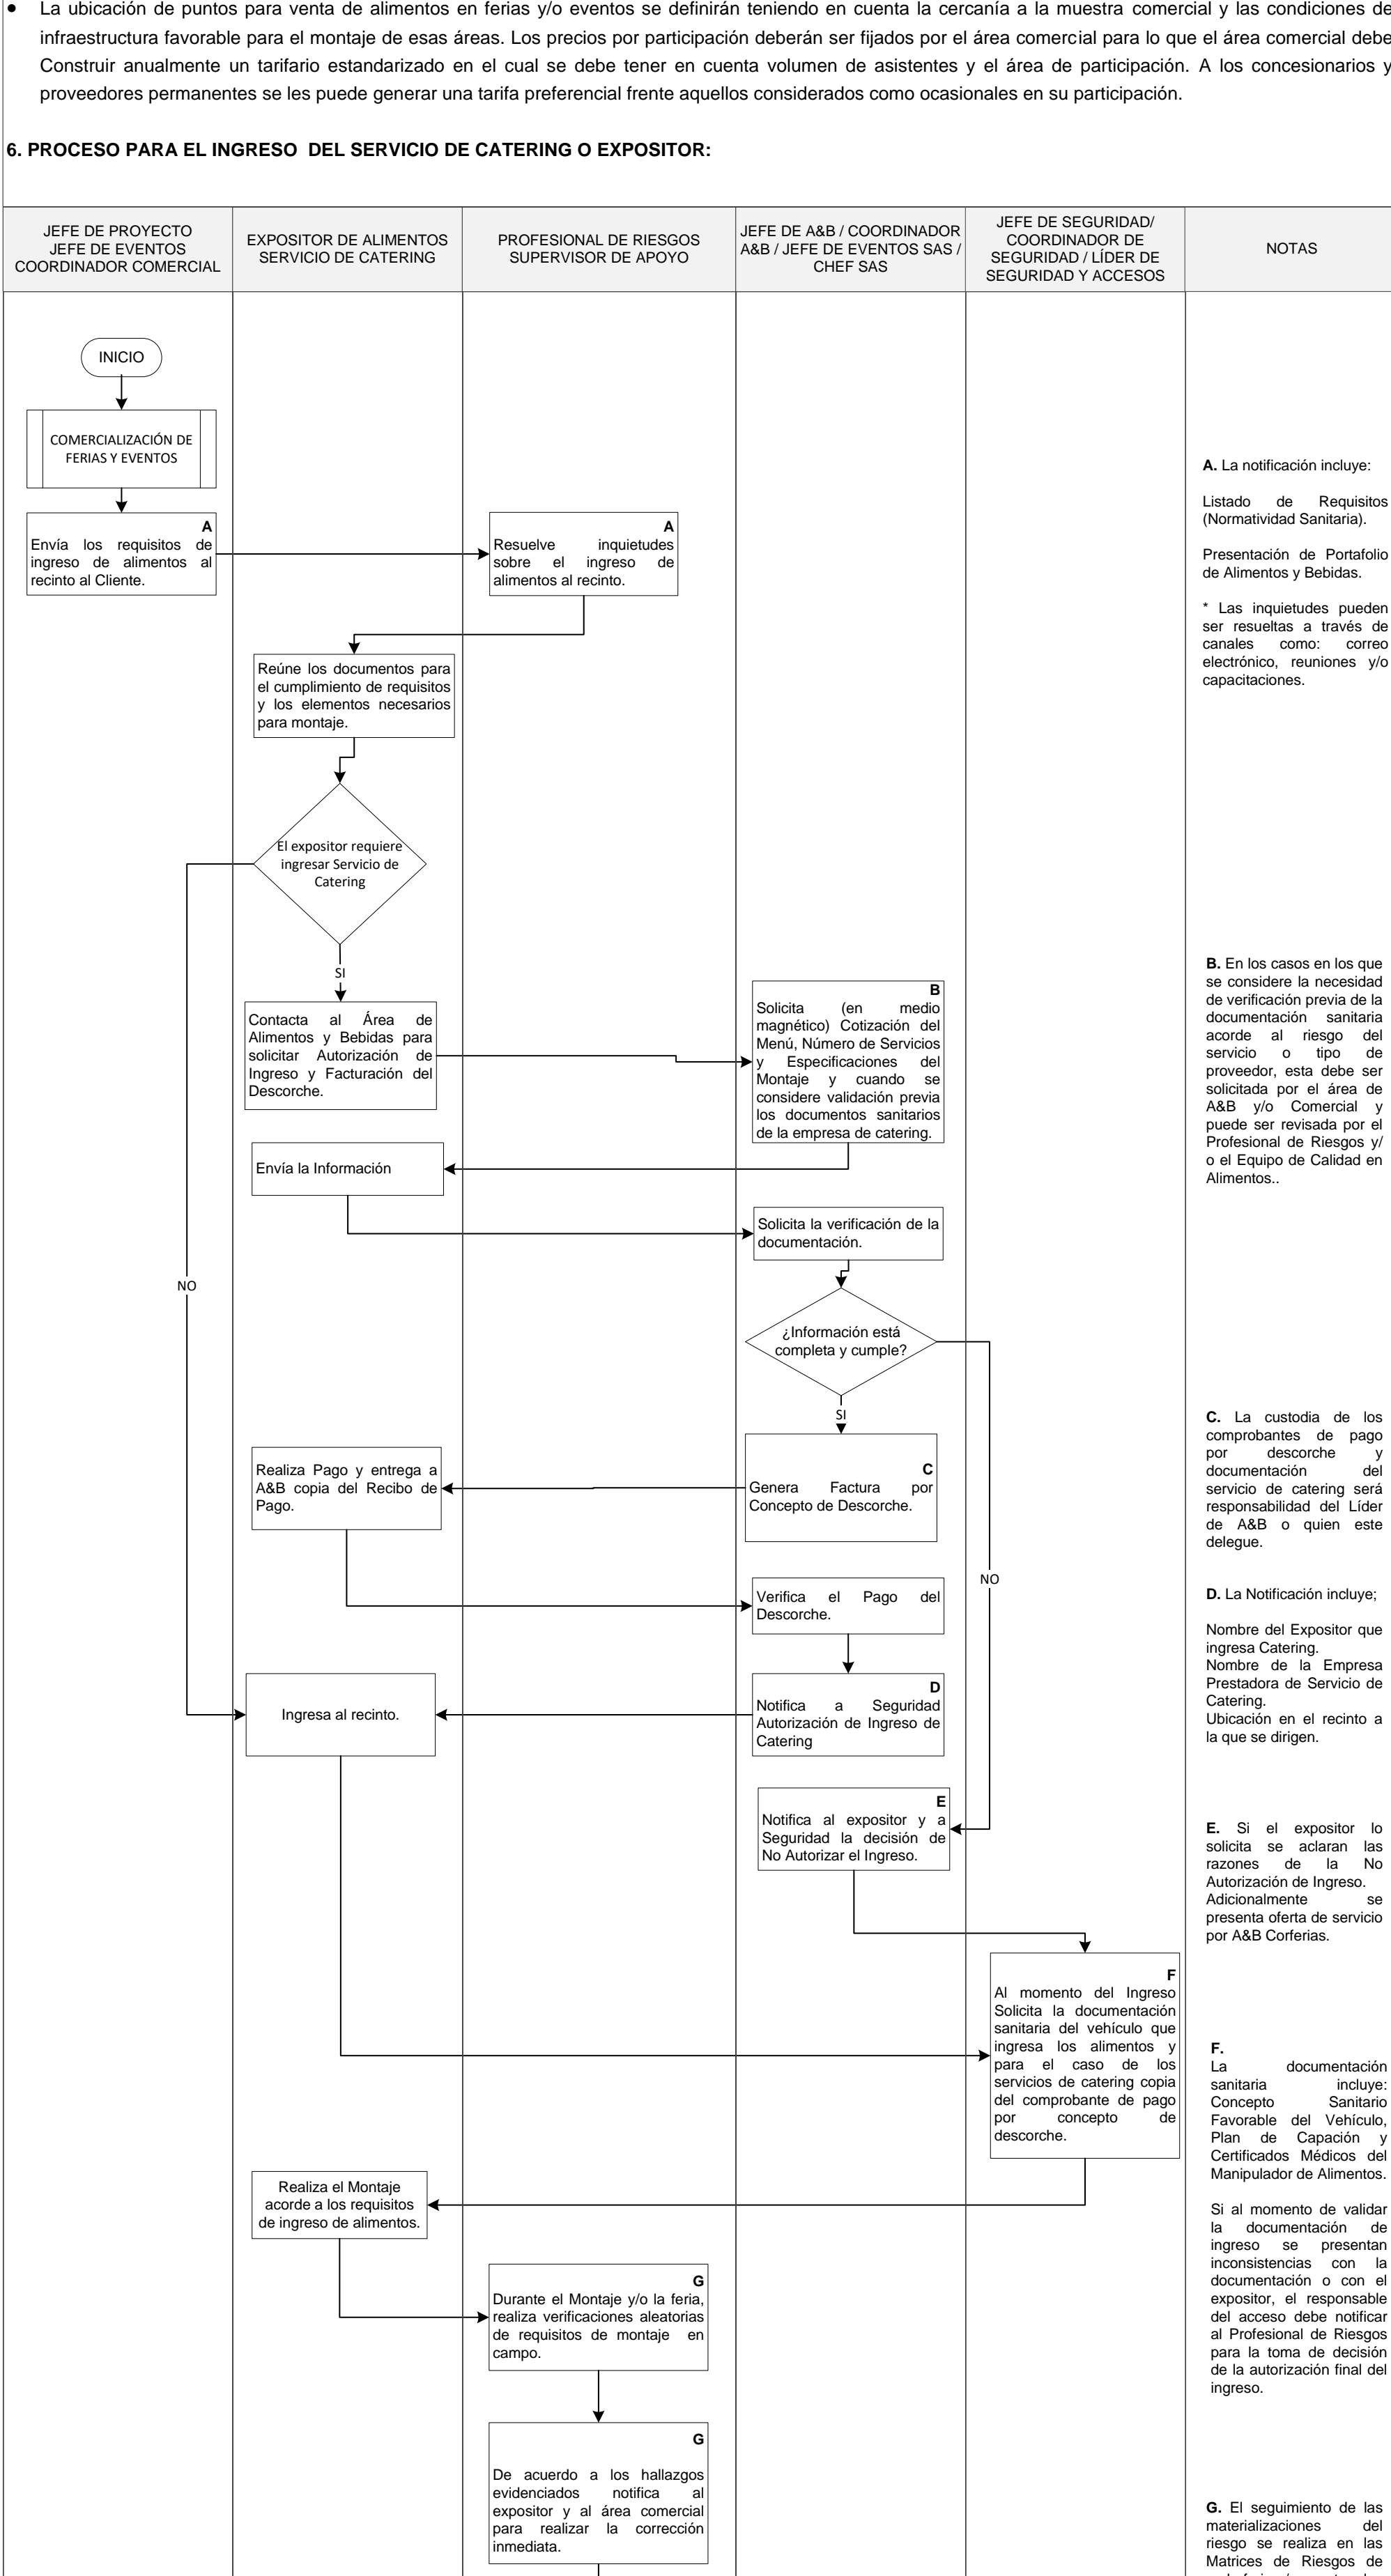 • La ubicación de puntos para venta de alimentos en ferias y/o eventos se definirán teniendo en cuenta la cercanía a la muestra comercial y las condiciones de
infraestructura favorable para el montaje de esas áreas. Los precios por participación deberán ser fijados por el área comercial para lo que el área comercial debe
Construir anualmente un tarifario estandarizado en el cual se debe tener en cuenta volumen de asistentes y el área de participación. A los concesionarios y
proveedores permanentes se les puede generar una tarifa preferencial frente aquellos considerados como ocasionales en su participación.
6. PROCESO PARA EL INGRESO DEL SERVICIO DE CATERING O EXPOSITOR:
JEFE DE PROYECTO
JEFE DE EVENTOS
COORDINADOR COMERCIAL
EXPOSITOR DE ALIMENTOS
SERVICIO DE CATERING
PROFESIONAL DE RIESGOS
SUPERVISOR DE APOYO
JEFE DE A&B / COORDINADOR
A&B / JEFE DE EVENTOS SAS /
CHEF SAS
JEFE DE SEGURIDAD/
COORDINADOR DE
SEGURIDAD / LÍDER DE
SEGURIDAD Y ACCESOS
NOTAS
INICIO
COMERCIALIZACIÓN DE
FERIAS Y EVENTOS
A
Envía los requisitos de
ingreso de alimentos al
recinto al Cliente.
A
Resuelve inquietudes
sobre el ingreso de
alimentos al recinto.
A. La notificación incluye:
Listado de Requisitos
(Normatividad Sanitaria).
Presentación de Portafolio
de Alimentos y Bebidas.
* Las inquietudes pueden
ser resueltas a través de
canales como: correo
electrónico, reuniones y/o
capacitaciones.
Reúne los documentos para
el cumplimiento de requisitos
y los elementos necesarios
para montaje.
El expositor requiere
ingresar Servicio de
Catering
SI
Contacta al Área de
Alimentos y Bebidas para
solicitar Autorización de
Ingreso y Facturación del
Descorche.
B
Solicita (en medio
magnético) Cotización del
Menú, Número de Servicios
y Especificaciones del
Montaje y cuando se
considere validación previa
los documentos sanitarios
de la empresa de catering.
B. En los casos en los que
se considere la necesidad
de verificación previa de la
documentación sanitaria
acorde al riesgo del
servicio o tipo de
proveedor, esta debe ser
solicitada por el área de
A&B y/o Comercial y
puede ser revisada por el
Profesional de Riesgos y/
o el Equipo de Calidad en
Alimentos..
Envía la Información
Solicita la verificación de la
documentación.
NO
¿Información está
completa y cumple?
SI
C
Genera Factura por
Concepto de Descorche.
Realiza Pago y entrega a
A&B copia del Recibo de
Pago.
C. La custodia de los
comprobantes de pago
por descorche y
documentación del
servicio de catering será
responsabilidad del Líder
de A&B o quien este
delegue.
NO
Verifica el Pago del
Descorche.
D. La Notificación incluye;
Nombre del Expositor que
ingresa Catering.
Nombre de la Empresa
Prestadora de Servicio de
Catering.
Ubicación en el recinto a
la que se dirigen.
D
Notifica a Seguridad
Autorización de Ingreso de
Catering
Ingresa al recinto.
E
Notifica al expositor y a
Seguridad la decisión de
No Autorizar el Ingreso.
E. Si el expositor lo
solicita se aclaran las
razones de la No
Autorización de Ingreso.
Adicionalmente se
presenta oferta de servicio
por A&B Corferias.
F
Al momento del Ingreso
Solicita la documentación
sanitaria del vehículo que
ingresa los alimentos y
para el caso de los
servicios de catering copia
del comprobante de pago
por concepto de
descorche.
F.
La documentación
sanitaria incluye:
Concepto Sanitario
Favorable del Vehículo,
Plan de Capación y
Certificados Médicos del
Manipulador de Alimentos.
Si al momento de validar
la documentación de
ingreso se presentan
inconsistencias con la
documentación o con el
expositor, el responsable
del acceso debe notificar
al Profesional de Riesgos
para la toma de decisión
de la autorización final del
ingreso.
Realiza el Montaje
acorde a los requisitos
de ingreso de alimentos.
G
Durante el Montaje y/o la feria,
realiza verificaciones aleatorias
de requisitos de montaje en
campo.
G
De acuerdo a los hallazgos
evidenciados notifica al
expositor y al área comercial
para realizar la corrección
inmediata.
G. El seguimiento de las
materializaciones del
riesgo se realiza en las
Matrices de Riesgos de